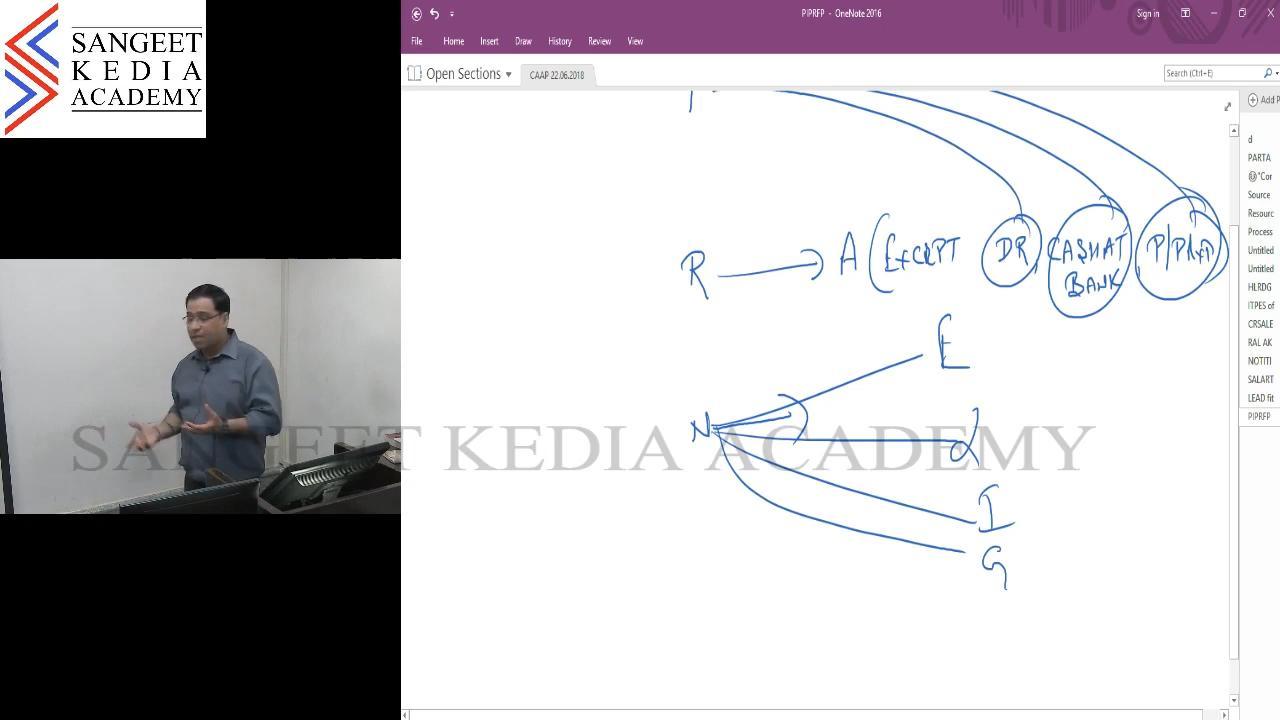 SANGEET
KEDIA
ACADEMY
PIPRFP - OneNote 2016
Sign in
File Home Insert Draw History Review View
Open Sections
CAAP 22.06.2018
Search (Ctrl+E)
Add P
d
PARTA
@"Cor
Source
Resourc
Process
Untitled
Untitled
HLRDG
ITPES of
CRSALE
RAL AK
NOTITI
SALART
LEAD fit
PIPRFP
R → A (EXCEPT DR, CASH AT BANK
E
N
L
I
G
SANGEET KEDIA ACADEMY